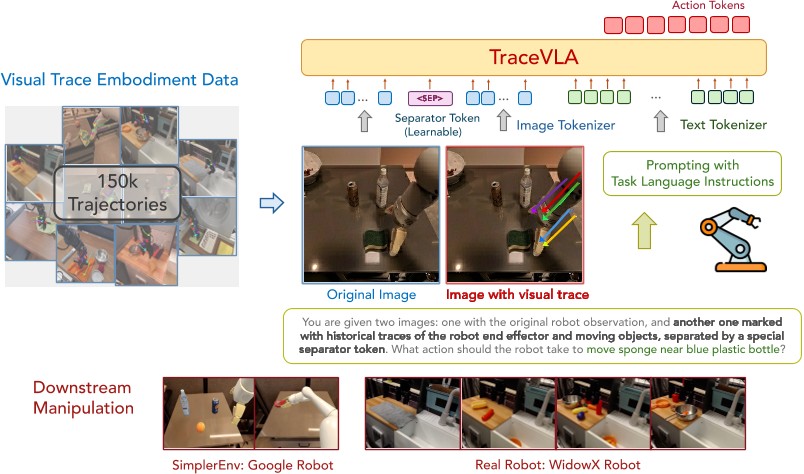 Action Tokens
TraceVLA
Visual Trace Embodiment Data
...
<SEP>
...
...
Separator Token
(Learnable)
Image Tokenizer
Text Tokenizer
150k
Trajectories
Prompting with
Task Language Instructions
Original Image
Image with visual trace
You are given two images: one with the original robot observation, and another one marked
with historical traces of the robot end effector and moving objects, separated by a special
separator token. What action should the robot take to move sponge near blue plastic bottle?
Downstream
Manipulation
SimplerEnv: Google Robot
Real Robot: WidowX Robot